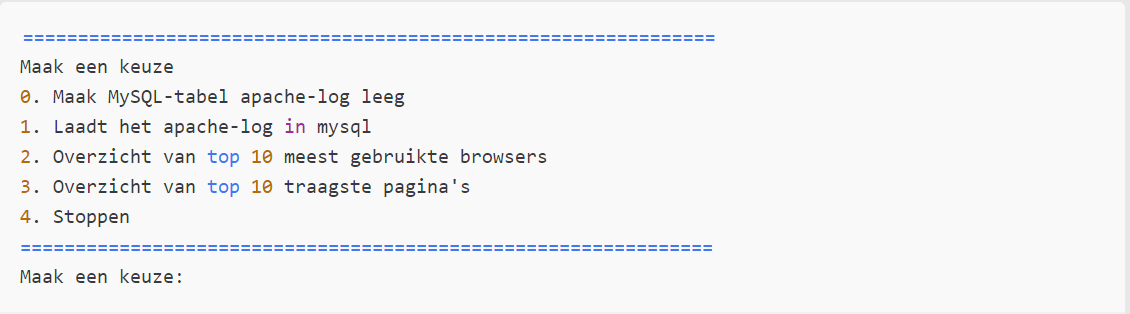 ===============================================================
Maak een keuze
0. Maak MySQL-tabel apache-log leeg
1. Laadt het apache-log in mysql
2. Overzicht van top 10 meest gebruikte browsers
3. Overzicht van top 10 traagste pagina's
4. Stoppen
===============================================================
Maak een keuze: